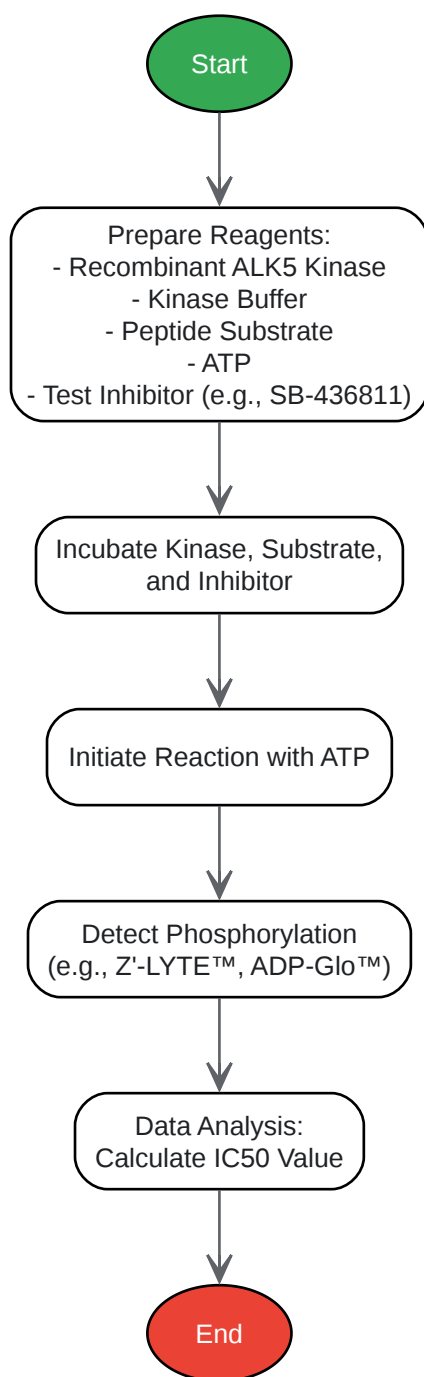 Start
Prepare Reagents:
- Recombinant ALK5 Kinase
- Kinase Buffer
- Peptide Substrate
- ATP
- Test Inhibitor (e.g., SB-436811)
Incubate Kinase, Substrate,
and Inhibitor
Initiate Reaction with ATP
Detect Phosphorylation
(e.g., Z'-LYTE™, ADP-Glo™)
Data Analysis:
Calculate IC50 Value
End